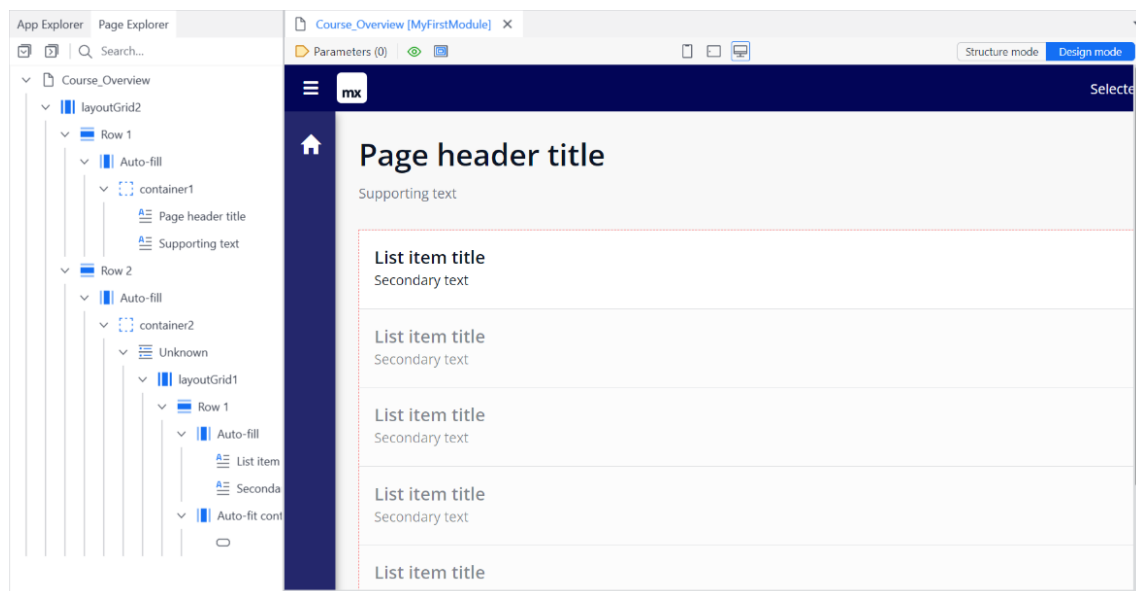 App Explorer Page Explorer
Course_Overview [MyFirstModule]
Search...
Parameters (0)
Structure mode Design mode
Course_Overview
layoutGrid2
Row 1
Auto-fill
container1
Page header title
Supporting text
Row 2
Auto-fill
container2
Unknown
layoutGrid1
Row 1
Auto-fill
List item
Seconda
Auto-fit cont
mx
Selecte
Page header title
Supporting text
List item title
Secondary text
List item title
Secondary text
List item title
Secondary text
List item title
Secondary text
List item title